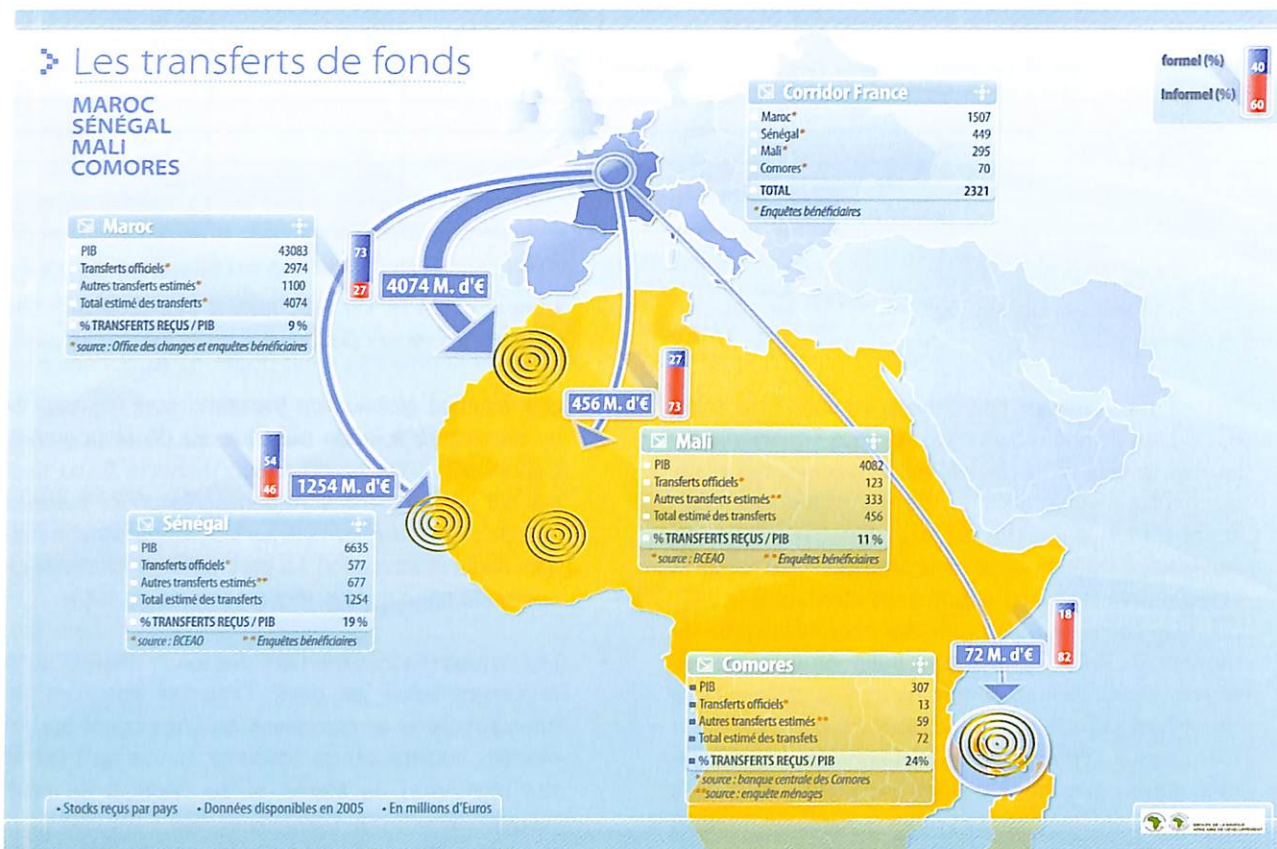 Les transferts de fonds
MAROC
SÉNÉGAL
MALI
COMORES
formel (%) 40
Informel (%) 60
Corridor France
Maroc* 1507
Sénégal* 449
Mali* 295
Comores* 70
TOTAL 2321
* Enquêtes bénéficiaires
Maroc
PIB 43083
Transferts officiels* 2974
Autres transferts estimés* 1100
Total estimé des transferts* 4074
% TRANSFERTS REÇUS / PIB 9 %
* source : Office des changes et enquêtes bénéficiaires
73
27
4074 M. d'€
27
73
456 M. d'€
Mali
PIB 4082
Transferts officiels* 123
Autres transferts estimés** 333
Total estimé des transferts 456
% TRANSFERTS REÇUS / PIB 11 %
* source : BCEAO ** Enquêtes bénéficiaires
54
46
1254 M. d'€
Sénégal
PIB 6635
Transferts officiels* 577
Autres transferts estimés** 677
Total estimé des transferts 1254
% TRANSFERTS REÇUS / PIB 19 %
* source : BCEAO ** Enquêtes bénéficiaires
18
82
72 M. d'€
Comores
PIB 307
Transferts officiels* 13
Autres transferts estimés** 59
Total estimé des transfets 72
% TRANSFERTS REÇUS / PIB 24%
* source : banque centrale des Comores
**source : enquête ménages
• Stocks reçus par pays • Données disponibles en 2005 • En millions d'Euros
GROUPE DE LA BANQUE
AFRICAINE DE DÉVELOPPEMENT